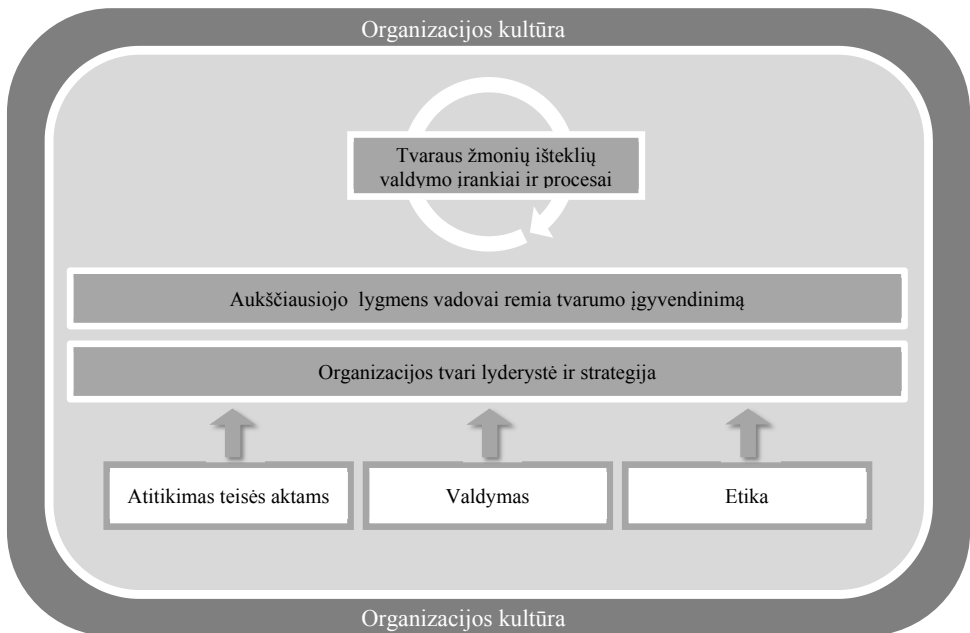 Organizacijos kultūra
Tvaraus žmonių išteklių
valdymo įrankiai ir procesai
Aukščiausiojo lygmens vadovai remia tvarumo įgyvendinimą
Organizacijos tvari lyderystė ir strategija
Atitikimas teisės aktams
Valdymas
Etika
Organizacijos kultūra